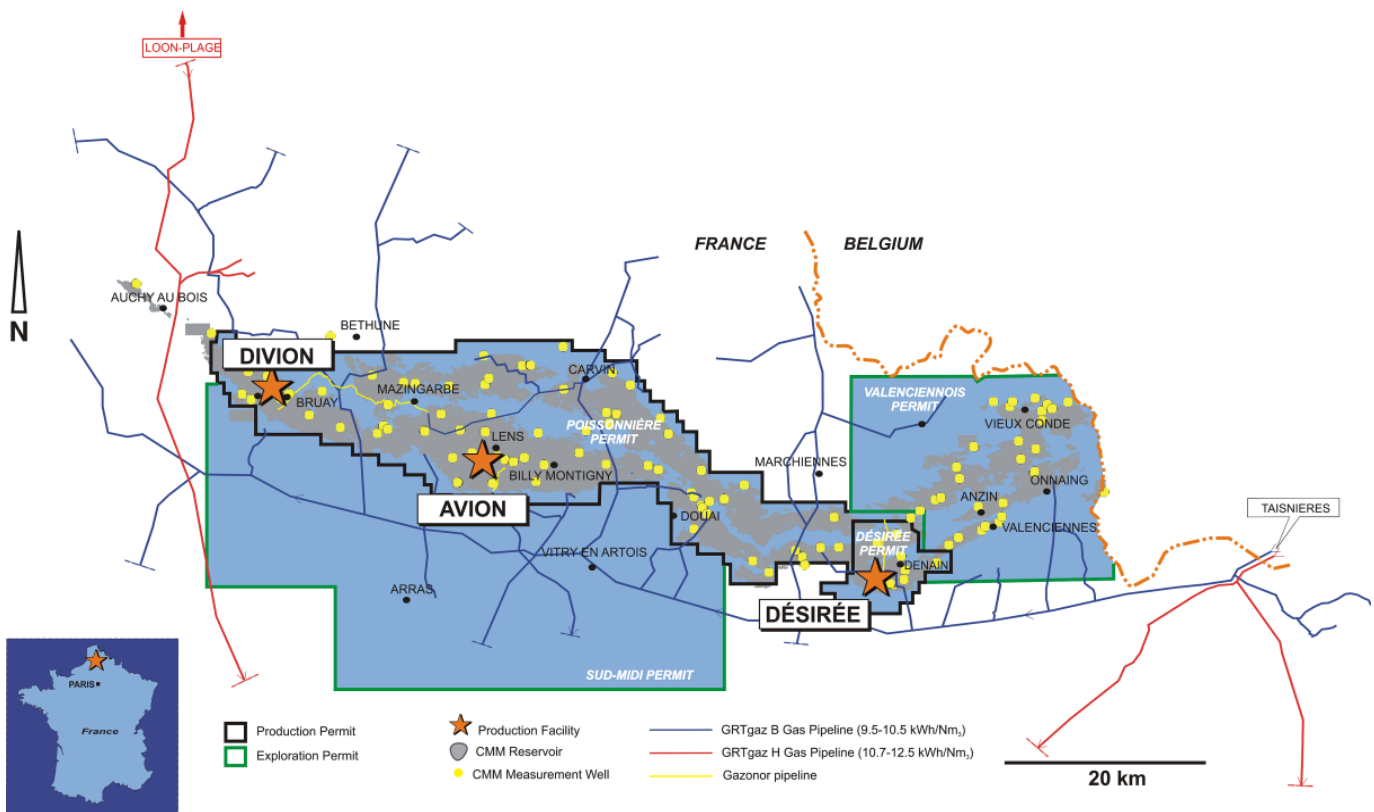 LOON-PLAGE
FRANCE
BELGIUM
N
AUCHY AU BOIS
BETHUNE
DIVION
BRUAY
MAZINGARBE
CARVIN
POISSONNIÈRE
PERMIT
LENS
BILLY MONTIGNY
AVION
DOUAI
VITRY EN ARTOIS
ARRAS
MARCHIENNES
VALENCIENNOIS
PERMIT
VIEUX CONDE
ONNAING
ANZIN
VALENCIENNES
TAISNIERES
DÉSIRÉE
PERMIT
DENAIN
DÉSIRÉE
SUD-MIDI PERMIT
PARIS
France
Production Permit
Exploration Permit
Production Facility
CMM Reservoir
CMM Measurement Well
GRTgaz B Gas Pipeline (9.5-10.5 kWh/Nm₃)
GRTgaz H Gas Pipeline (10.7-12.5 kWh/Nm₃)
Gazonor pipeline
20 km